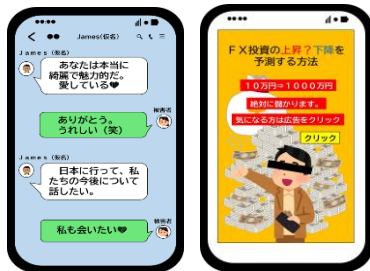 James(仮名)
James (仮名)
あなたは本当に
綺麗で魅力的だ。
愛している❤
被害者
ありがとう。
うれしい（笑）
James (仮名)
日本に行って、私
たちの今後について
話したい。
被害者
私も会いたい❤
FX投資の上昇？下降を
予測する方法
１０万円⇒１０００万円
絶対に儲かります。
気になる方は広告をクリック
クリック